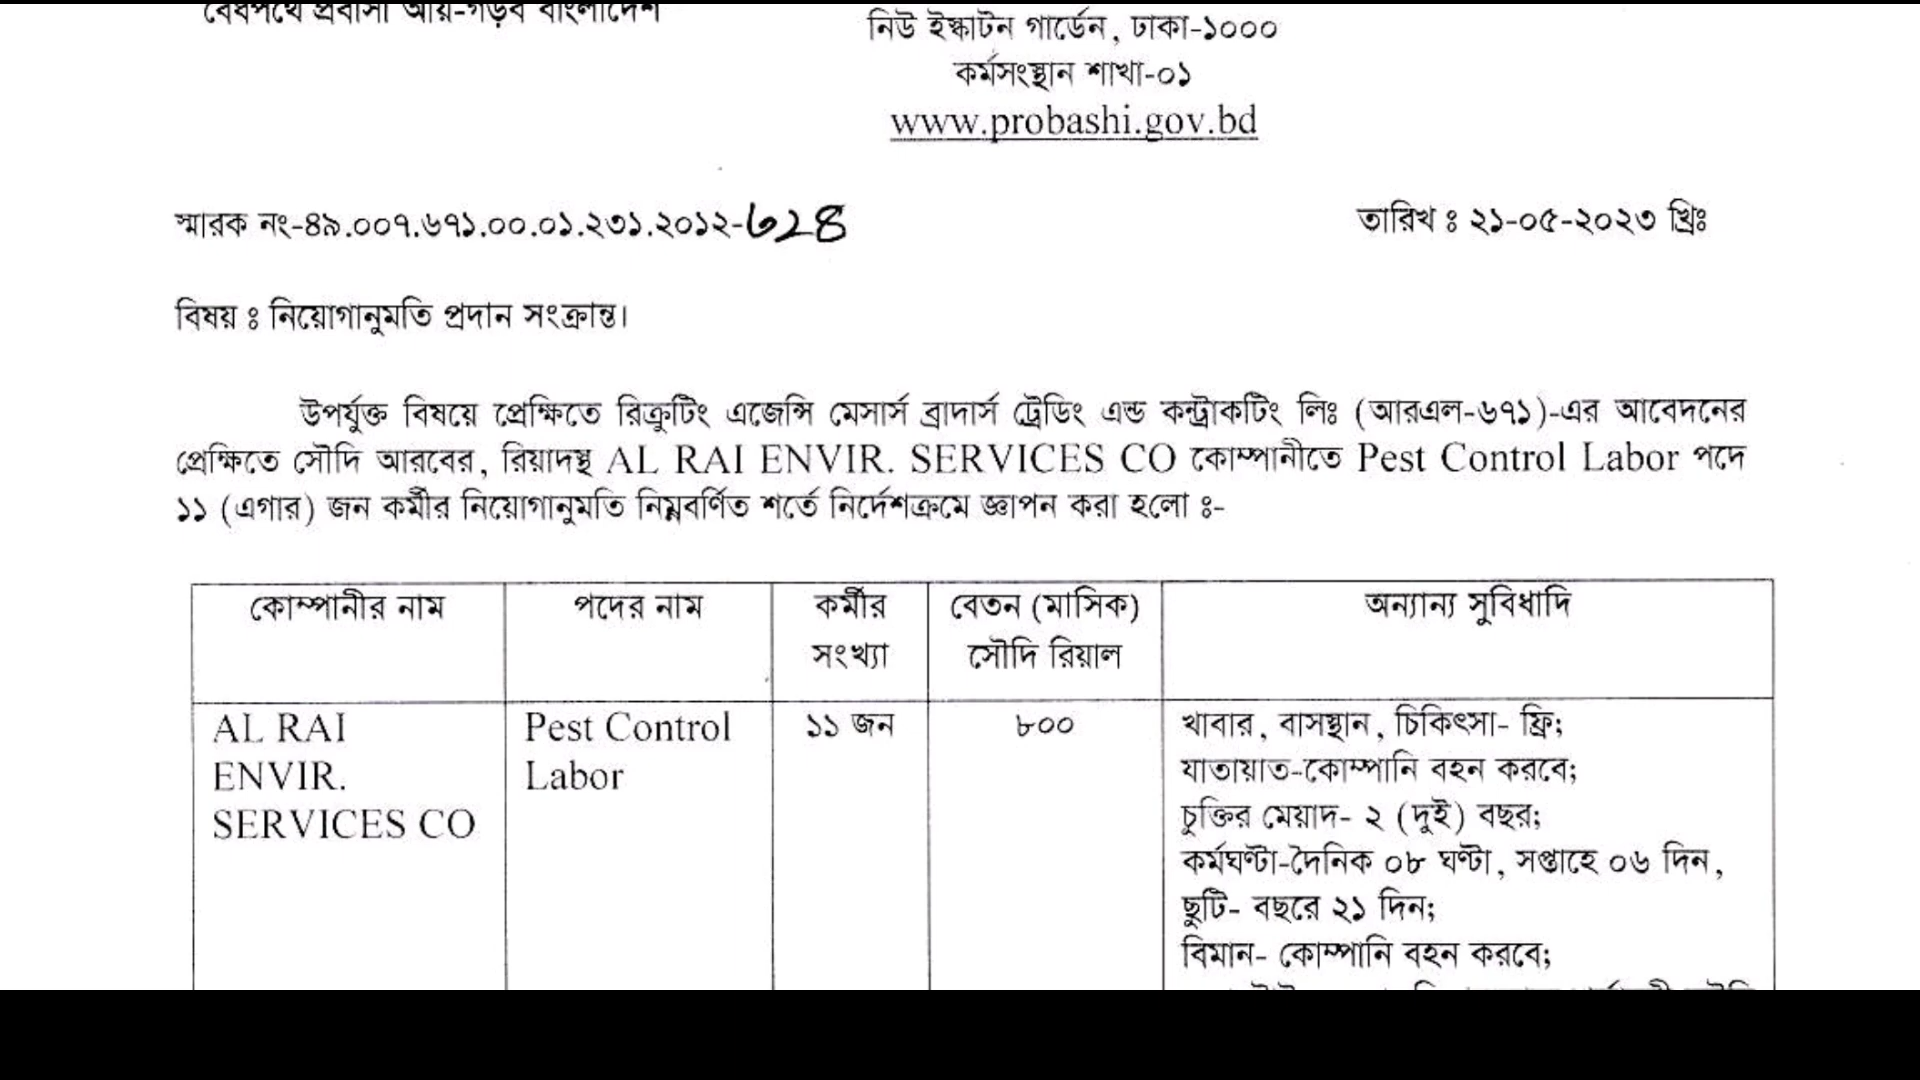 বৈধপথে প্রবাসী আয়-গড়ব বাংলাদেশ
নিউ ইস্কাটন গার্ডেন, ঢাকা-১০০০
কর্মসংস্থান শাখা-০১
www.probashi.gov.bd
স্মারক নং-৪৯.০০৭.৬৭১.০০.০১.২৩১.২০১২-৬২৪
তারিখ ঃ ২১-০৫-২০২৩ খ্রিঃ
বিষয় ঃ নিয়োগানুমতি প্রদান সংক্রান্ত।
উপর্যুক্ত বিষয়ে প্রেক্ষিতে রিক্রুটিং এজেন্সি মেসার্স ব্রাদার্স ট্রেডিং এন্ড কন্ট্রাকটিং লিঃ (আরএল-৬৭১)-এর আবেদনের
প্রেক্ষিতে সৌদি আরবের, রিয়াদস্থ AL RAI ENVIR. SERVICES CO কোম্পানীতে Pest Control Labor পদে
১১ (এগার) জন কর্মীর নিয়োগানুমতি নিম্নবর্ণিত শর্তে নির্দেশক্রমে জ্ঞাপন করা হলো ঃ-
কোম্পানীর নাম
পদের নাম
কর্মীর
সংখ্যা
বেতন (মাসিক)
সৌদি রিয়াল
অন্যান্য সুবিধাদি
AL RAI
ENVIR.
SERVICES CO
Pest Control
Labor
১১ জন
৮০০
খাবার, বাসস্থান, চিকিৎসা- ফ্রি;
যাতায়াত-কোম্পানি বহন করবে;
চুক্তির মেয়াদ- ২ (দুই) বছর;
কর্মঘণ্টা-দৈনিক ০৮ ঘণ্টা, সপ্তাহে ০৬ দিন,
ছুটি- বছরে ২১ দিন;
বিমান- কোম্পানি বহন করবে;